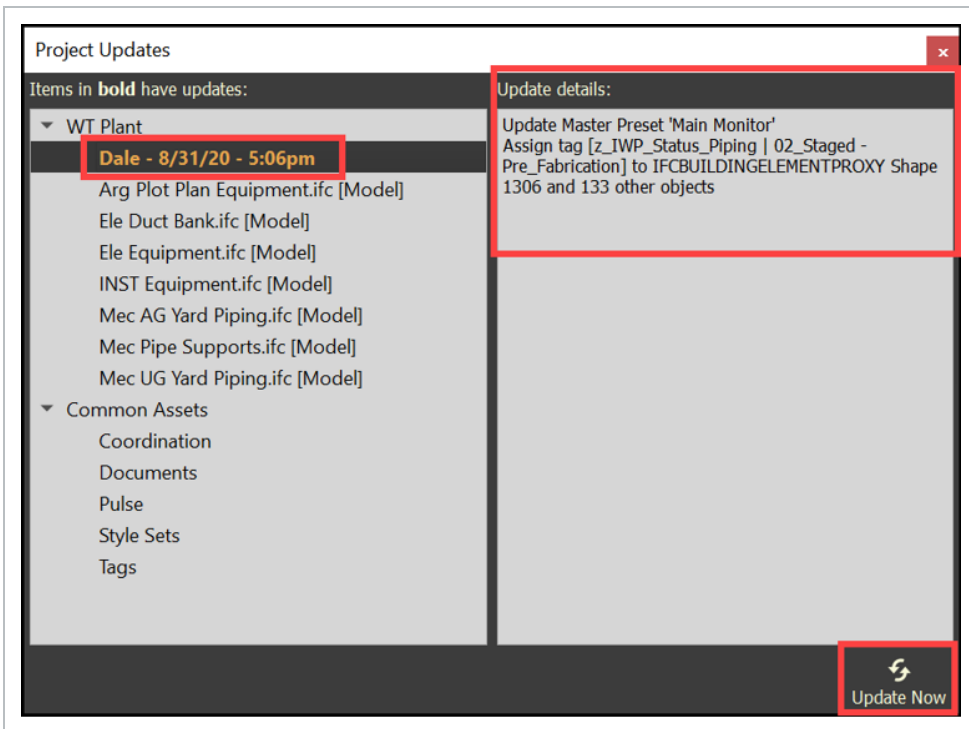 Project Updates
x
Items in bold have updates:
WT Plant
Dale - 8/31/20 - 5:06pm
Arg Plot Plan Equipment.ifc [Model]
Ele Duct Bank.ifc [Model]
Ele Equipment.ifc [Model]
INST Equipment.ifc [Model]
Mec AG Yard Piping.ifc [Model]
Mec Pipe Supports.ifc [Model]
Mec UG Yard Piping.ifc [Model]
Common Assets
Coordination
Documents
Pulse
Style Sets
Tags
Update details:
Update Master Preset 'Main Monitor'
Assign tag [z_IWP_Status_Piping | 02_Staged -
Pre_Fabrication] to IFCBUILDINGELEMENTPROXY Shape
1306 and 133 other objects
Update Now